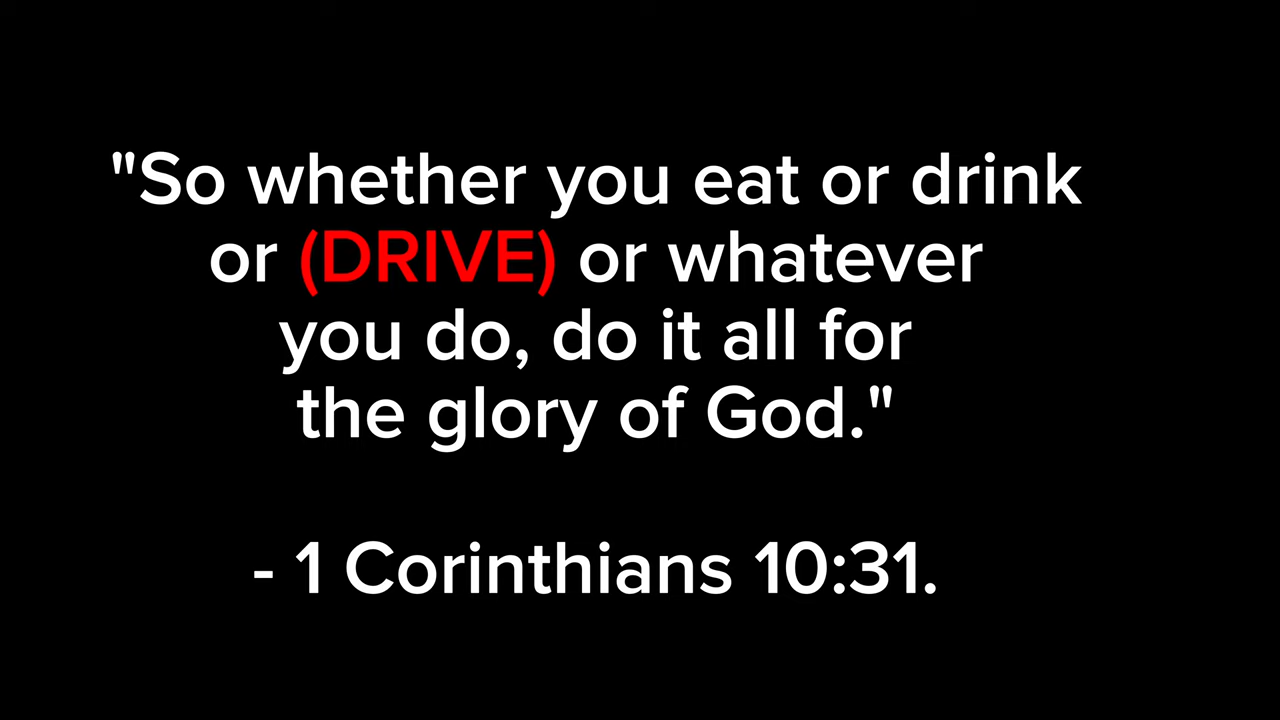 "So whether you eat or drink
or (DRIVE) or whatever
you do, do it all for
the glory of God."
- 1 Corinthians 10:31.